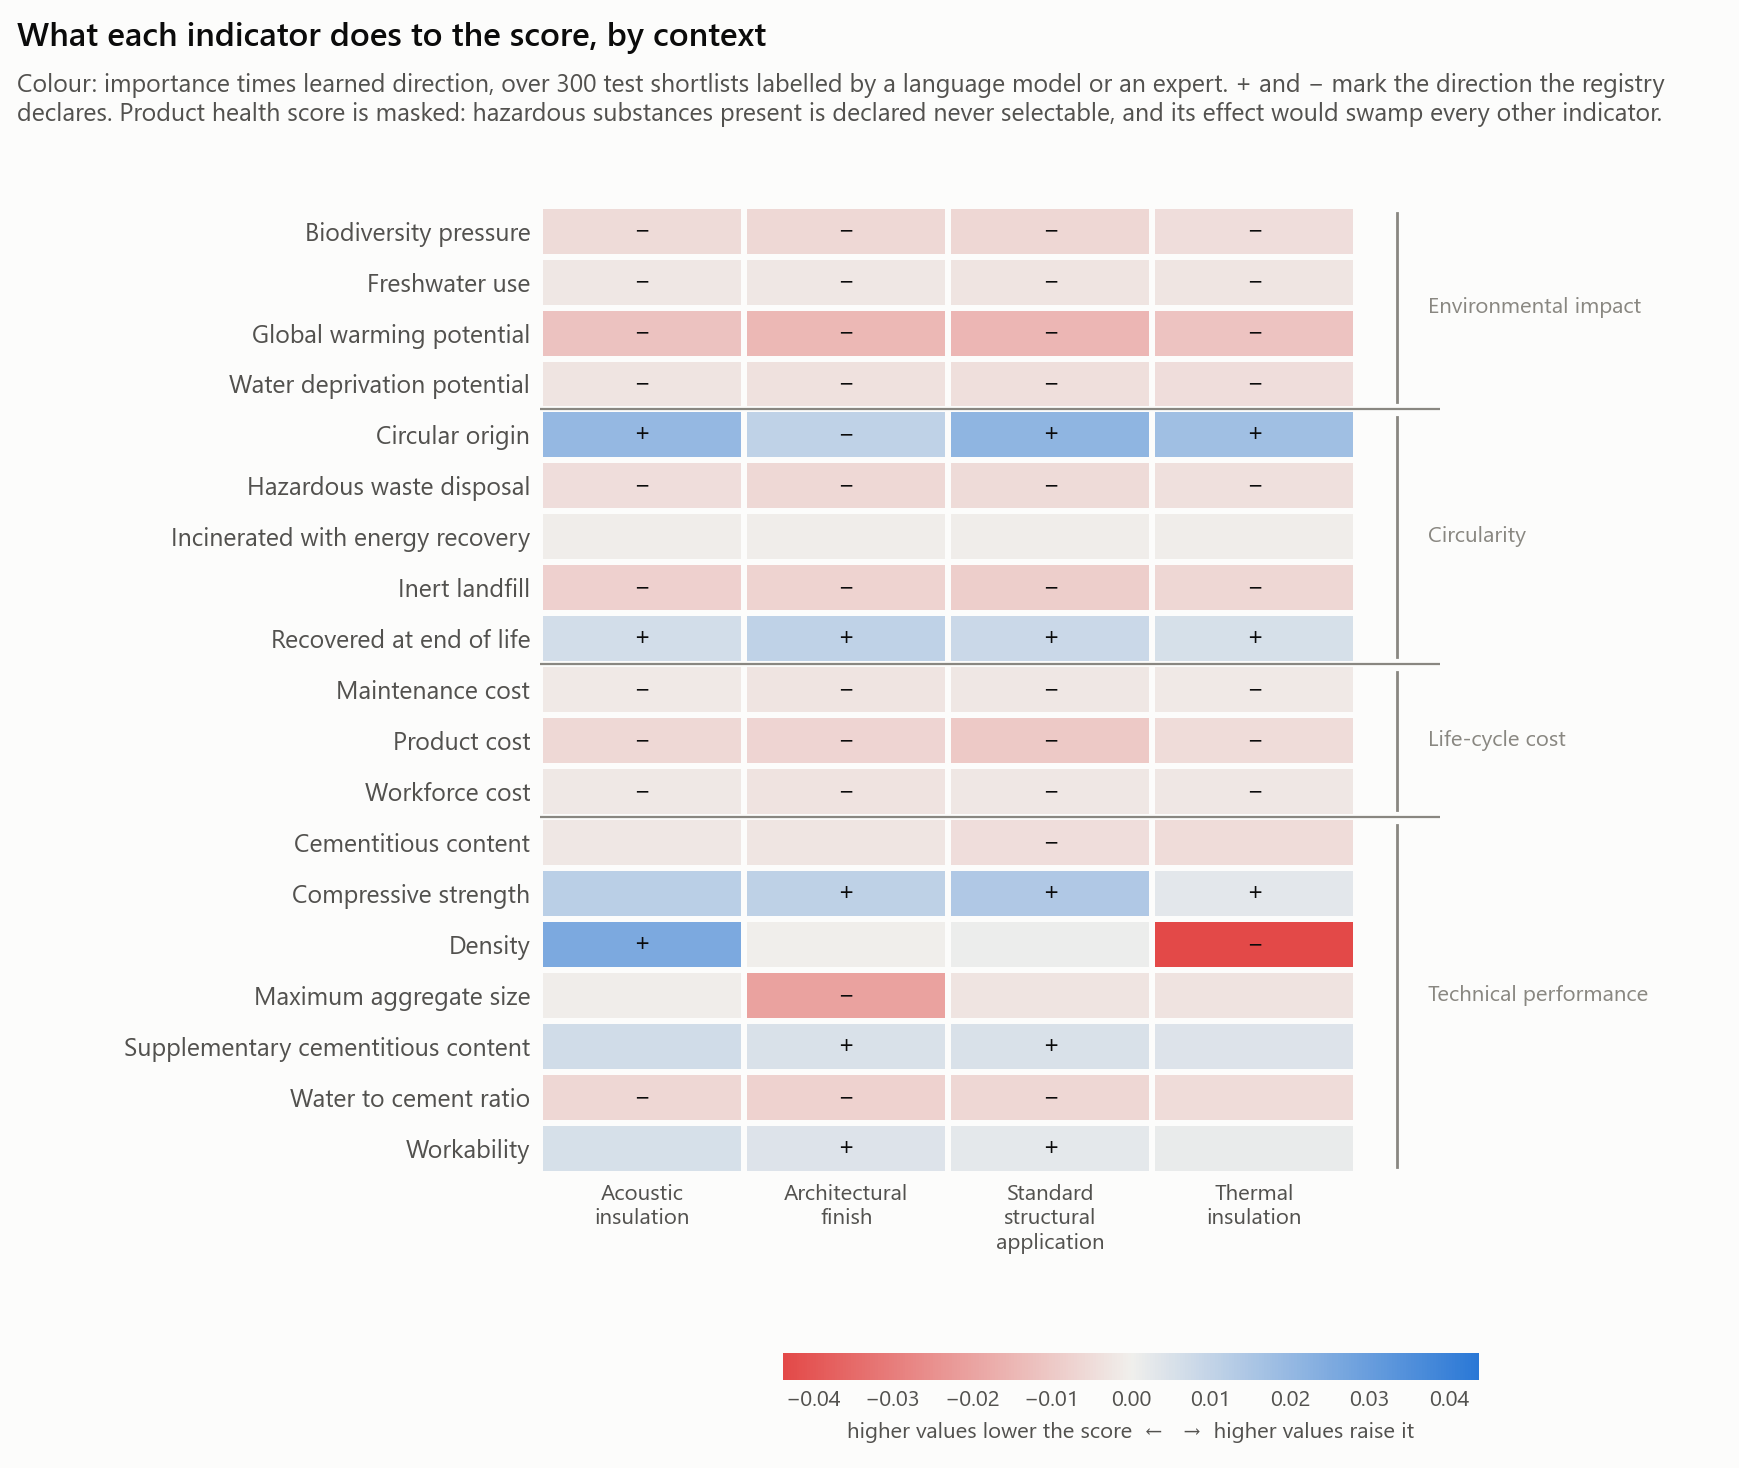 What each indicator does to the score, by context
Colour: importance times learned direction, over 300 test shortlists labelled by a language model or an expert. + and − mark the direction the registry
declares. Product health score is masked: hazardous substances present is declared never selectable, and its effect would swamp every other indicator.
Biodiversity pressure − − − −
Freshwater use − − − −
Environmental impact
Global warming potential − − − −
Water deprivation potential − − − −
Circular origin + − + +
Hazardous waste disposal − − − −
Incinerated with energy recovery
Circularity
Inert landfill − − − −
Recovered at end of life + + + +
Maintenance cost − − − −
Product cost − − − −
Life-cycle cost
Workforce cost − − − −
Cementitious content −
Compressive strength + + +
Density + −
Maximum aggregate size −
Technical performance
Supplementary cementitious content + +
Water to cement ratio − − −
Workability + +
Acoustic
insulation
Architectural
finish
Standard
structural
application
Thermal
insulation
−0.04 −0.03 −0.02 −0.01 0.00 0.01 0.02 0.03 0.04
higher values lower the score ← → higher values raise it